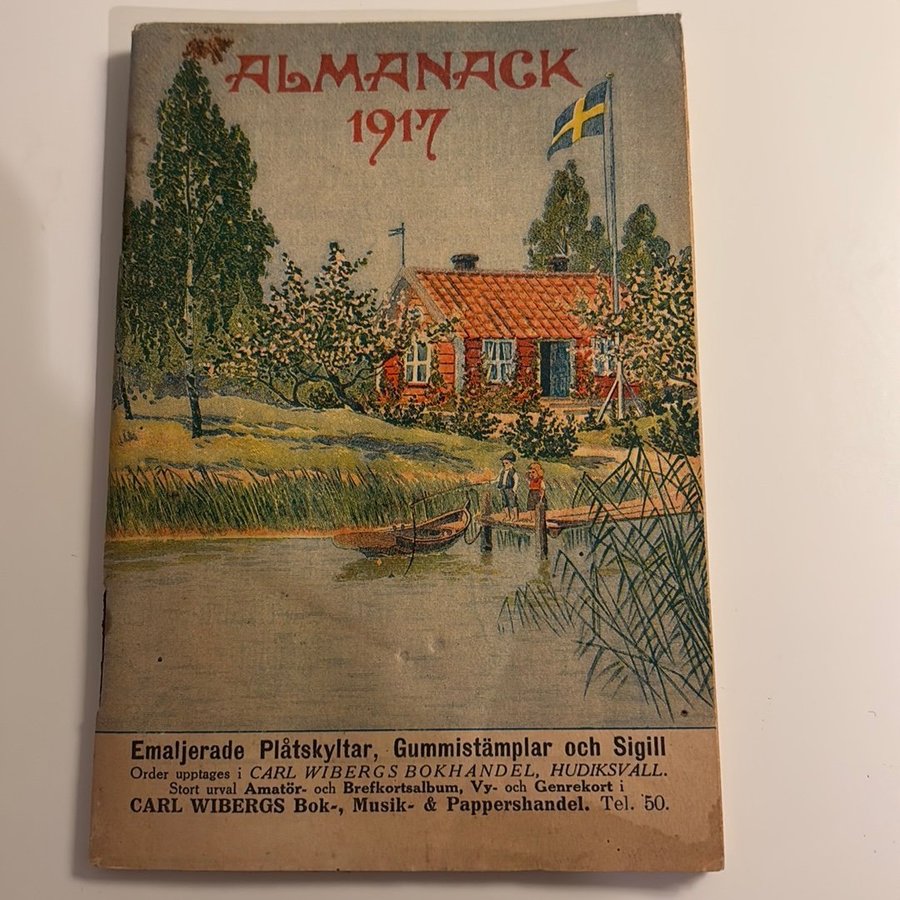 ALMANACK
1917
Emaljerade Plåtskyltar, Gummistämplar och Sigill
Order upptages i CARL WIBERGS BOKHANDEL, HUDIKSVALL.
Stort urval Amatör- och Brefkortsalbum, Vy- och Genrekort i
CARL WIBERGS Bok-, Musik- & Pappershandel. Tel. 50.